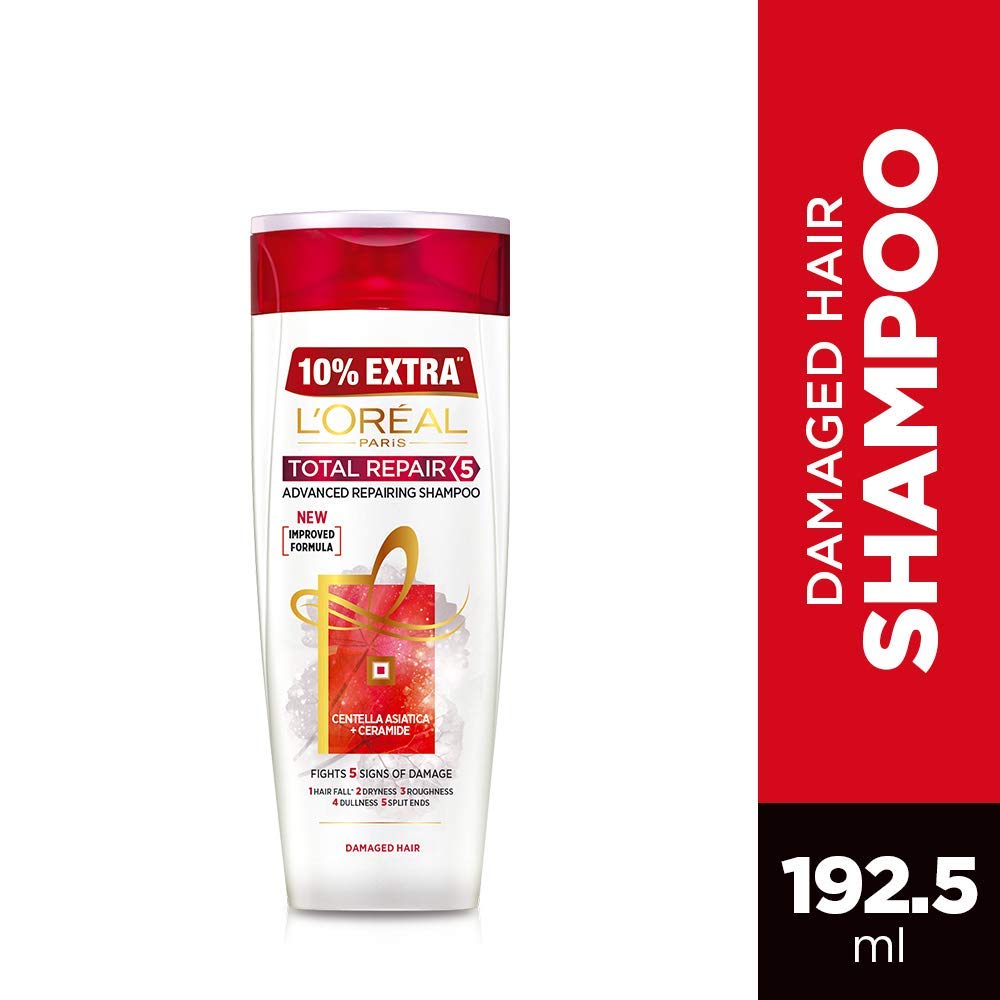 10% EXTRA"
L'ORÉAL
PARIS
TOTAL REPAIR 5
ADVANCED REPAIRING SHAMPOO
NEW
IMPROVED
FORMULA
CENTELLA ASIATICA
+ CERAMIDE
FIGHTS 5 SIGNS OF DAMAGE
1 HAIR FALL* 2 DRYNESS 3 ROUGHNESS
4 DULLNESS 5 SPLIT ENDS
DAMAGED HAIR
DAMAGED HAIR
SHAMPOO
192.5
ml